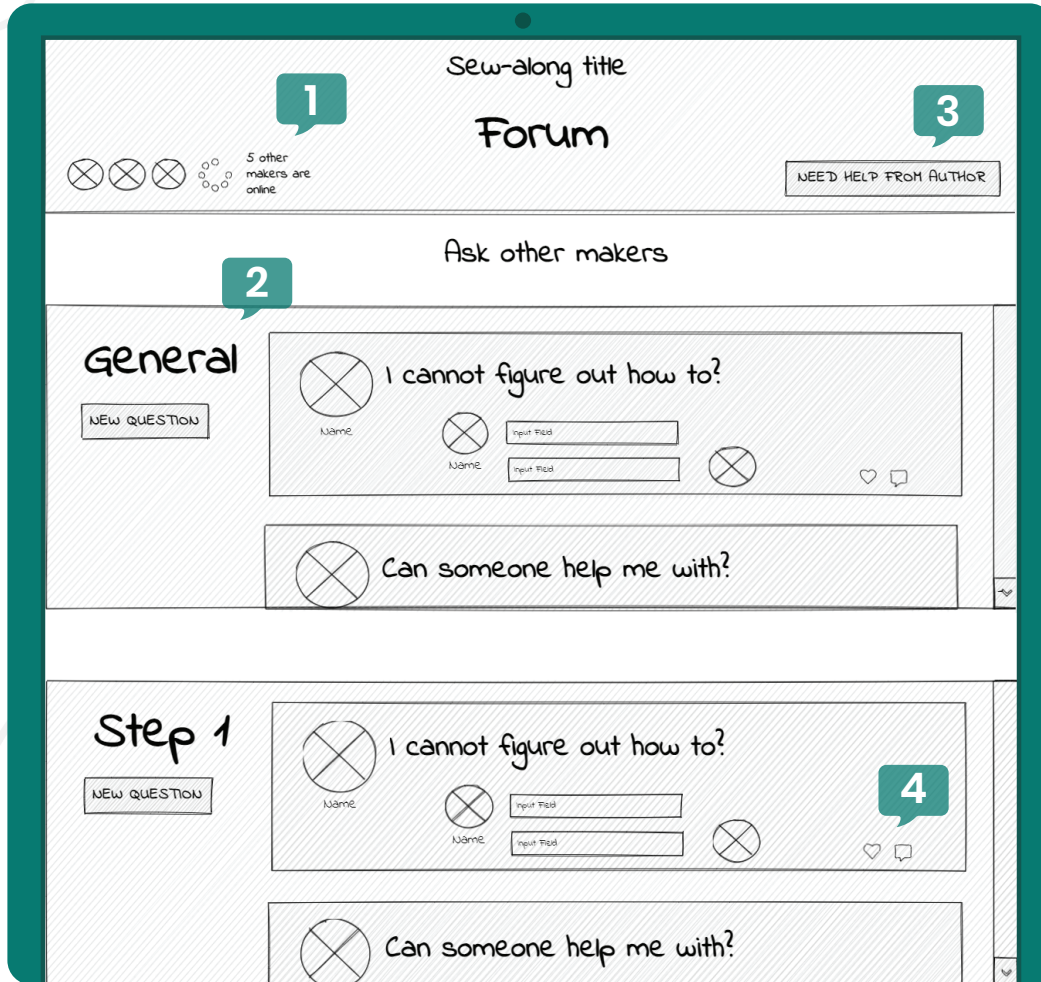 Sew-along title
1
3
Forum
5 other
makers are
online
NEED HELP FROM AUTHOR
Ask other makers
2
General
NEW QUESTION
I cannot figure out how to?
Name
Input Field
Name
Input Field
Can someone help me with?
Step 1
NEW QUESTION
I cannot figure out how to?
4
Name
Input Field
Name
Input Field
Can someone help me with?